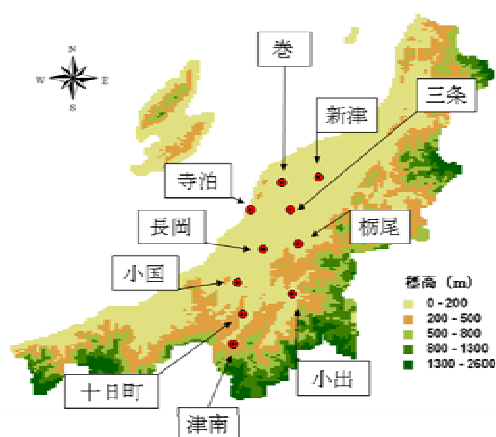 N
W E
S
巻
新津
三条
寺泊
長岡
栃尾
小国
小出
十日町
津南
標高 (m)
0 - 200
200 - 500
500 - 800
800 - 1300
1300 - 2600